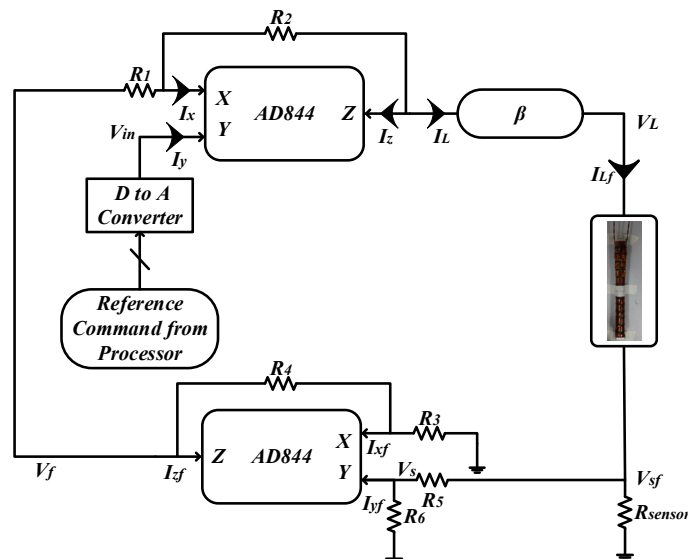 R2
R1
Ix
X
AD844
Z
Vin
Iy
Y
Iz
IL
β
VL
ILf
D to A
Converter
Reference
Command from
Processor
R4
R3
X
Ixf
Z
AD844
Y
Vf
Izf
Vs
R5
Vsf
Iyf
R6
Rsensor